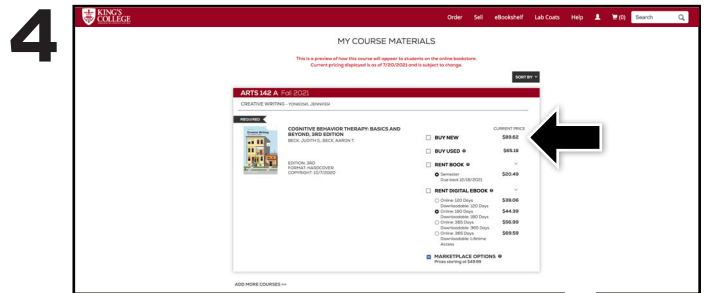 4
KING'S
COLLEGE
Order Sell eBookshelf Lab Coats Help (0) Search
MY COURSE MATERIALS
This is a preview of how this course will appear to students on the online bookstore.
Current pricing displayed is as of 7/20/2021 and is subject to change.
SORT BY
ARTS 142 A Fall 2021
CREATIVE WRITING - YONKOSKI, JENNIFER
REQUIRED
COGNITIVE BEHAVIOR THERAPY: BASICS AND
BEYOND, 3RD EDITION
BECK, JUDITH S., BECK, AARON T.
EDITION: 3RD
FORMAT: HARDCOVER
COPYRIGHT: 10/7/2020
CURRENT PRICE
BUY NEW $89.62
BUY USED $65.18
RENT BOOK
Semester $20.49
Due back 12/18/2021
RENT DIGITAL EBOOK
Online: 120 Days $38.06
Downloadable: 120 Days
Online: 180 Days $44.39
Downloadable: 180 Days
Online: 365 Days $56.99
Downloadable: 365 Days
Online: 365 Days $89.59
Downloadable: Lifetime
Access
MARKETPLACE OPTIONS
Prices starting at $49.98
ADD MORE COURSES >>